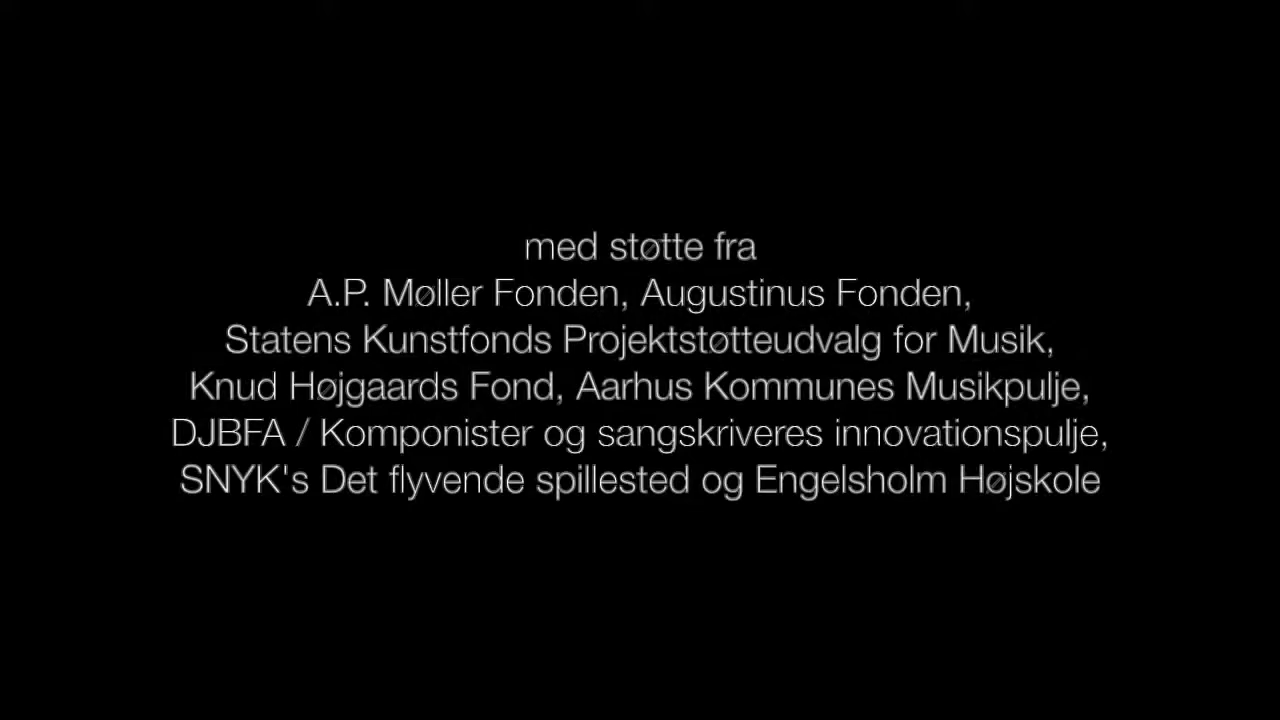 med støtte fra
A.P. Møller Fonden, Augustinus Fonden,
Statens Kunstfonds Projektstøtteudvalg for Musik,
Knud Højgaards Fond, Aarhus Kommunes Musikpulje,
DJBFA / Komponister og sangskriveres innovationspulje,
SNYK's Det flyvende spillested og Engelsholm Højskole